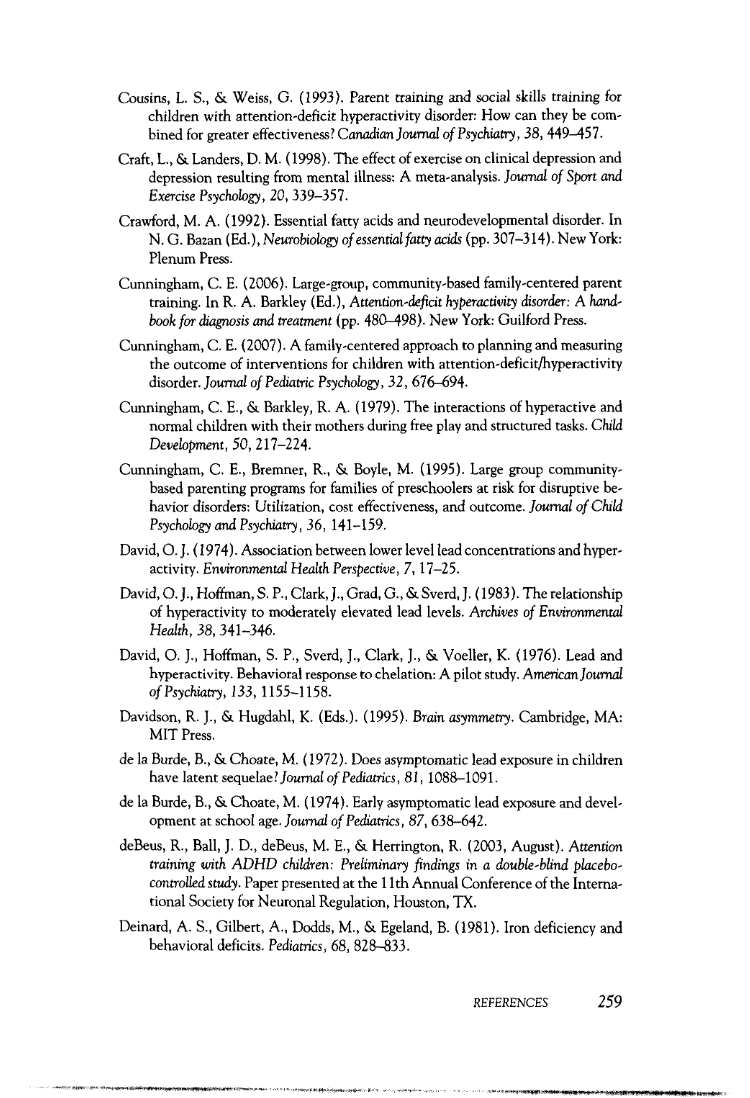 Cousins, L. S., & Weiss, G. (1993). Parent training and social skills training for
children with attention-deficit hyperactivity disorder: How can they be com-
bined for greater effectiveness? Canadian Journal of Psychiatry, 38, 449–457.
Craft, L., & Landers, D. M. (1998). The effect of exercise on clinical depression and
depression resulting from mental illness: A meta-analysis. Journal of Sport and
Exercise Psychology, 20, 339–357.
Crawford, M. A. (1992). Essential fatty acids and neurodevelopmental disorder. In
N. G. Bazan (Ed.), Neurobiology of essential fatty acids (pp. 307–314). New York:
Plenum Press.
Cunningham, C. E. (2006). Large-group, community-based family-centered parent
training. In R. A. Barkley (Ed.), Attention-deficit hyperactivity disorder: A hand-
book for diagnosis and treatment (pp. 480–498). New York: Guilford Press.
Cunningham, C. E. (2007). A family-centered approach to planning and measuring
the outcome of interventions for children with attention-deficit/hyperactivity
disorder. Journal of Pediatric Psychology, 32, 676–694.
Cunningham, C. E., & Barkley, R. A. (1979). The interactions of hyperactive and
normal children with their mothers during free play and structured tasks. Child
Development, 50, 217–224.
Cunningham, C. E., Bremner, R., & Boyle, M. (1995). Large group community-
based parenting programs for families of preschoolers at risk for disruptive be-
havior disorders: Utilization, cost effectiveness, and outcome. Journal of Child
Psychology and Psychiatry, 36, 141–159.
David, O. J. (1974). Association between lower level lead concentrations and hyper-
activity. Environmental Health Perspective, 7, 17–25.
David, O. J., Hoffman, S. P., Clark, J., Grad, G., & Sverd, J. (1983). The relationship
of hyperactivity to moderately elevated lead levels. Archives of Environmental
Health, 38, 341–346.
David, O. J., Hoffman, S. P., Sverd, J., Clark, J., & Voeller, K. (1976). Lead and
hyperactivity. Behavioral response to chelation: A pilot study. American Journal
of Psychiatry, 133, 1155–1158.
Davidson, R. J., & Hugdahl, K. (Eds.). (1995). Brain asymmetry. Cambridge, MA:
MIT Press.
de la Burde, B., & Choate, M. (1972). Does asymptomatic lead exposure in children
have latent sequelae? Journal of Pediatrics, 81, 1088–1091.
de la Burde, B., & Choate, M. (1974). Early asymptomatic lead exposure and devel-
opment at school age. Journal of Pediatrics, 87, 638–642.
deBeus, R., Ball, J. D., deBeus, M. E., & Herrington, R. (2003, August). Attention
training with ADHD children: Preliminary findings in a double-blind placebo-
controlled study. Paper presented at the 11th Annual Conference of the Interna-
tional Society for Neuronal Regulation, Houston, TX.
Deinard, A. S., Gilbert, A., Dodds, M., & Egeland, B. (1981). Iron deficiency and
behavioral deficits. Pediatrics, 68, 828–833.
REFERENCES 259